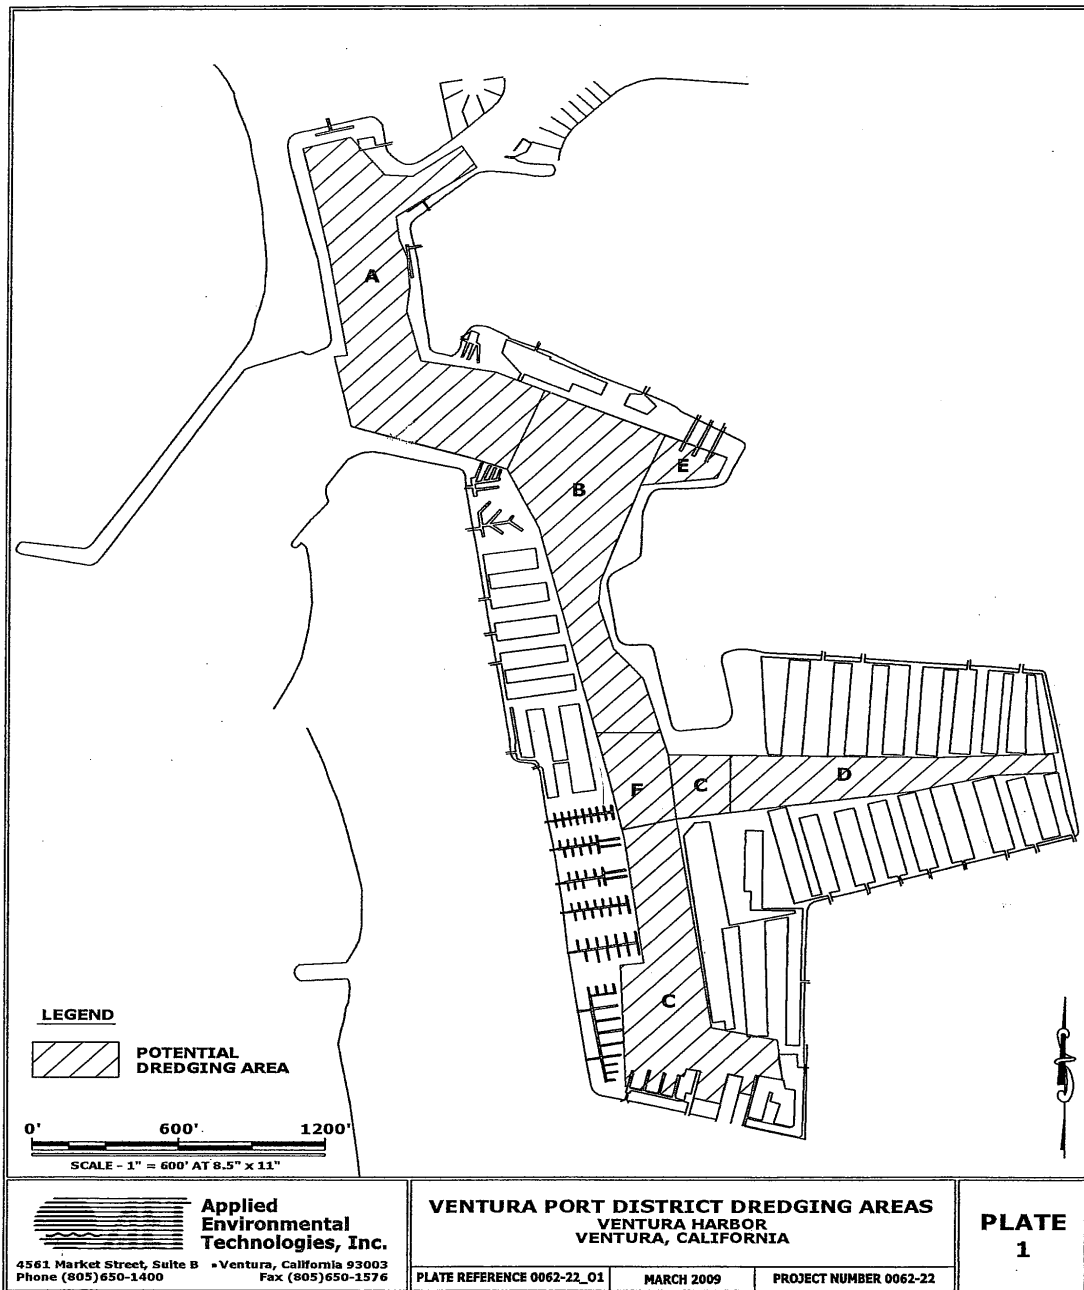 A
E
B
D
F
C
C
LEGEND
POTENTIAL
DREDGING AREA
0' 600' 1200'
SCALE - 1" = 600' AT 8.5" x 11"
Applied
Environmental
Technologies, Inc.
4561 Market Street, Suite B • Ventura, California 93003
Phone (805)650-1400 Fax (805)650-1576
VENTURA PORT DISTRICT DREDGING AREAS
VENTURA HARBOR
VENTURA, CALIFORNIA
PLATE REFERENCE 0062-22_01
MARCH 2009
PROJECT NUMBER 0062-22
PLATE
1